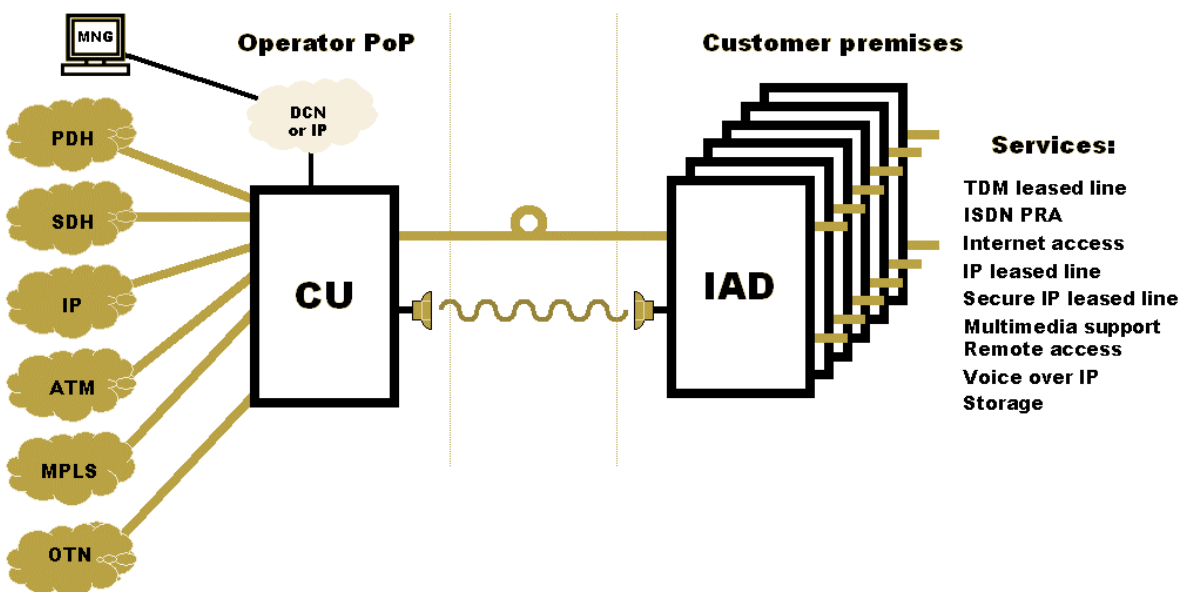 MNG
Operator PoP
Customer premises
DCN
or IP
PDH
SDH
IP
ATM
MPLS
OTN
CU
IAD
Services:
TDM leased line
ISDN PRA
Internet access
IP leased line
Secure IP leased line
Multimedia support
Remote access
Voice over IP
Storage